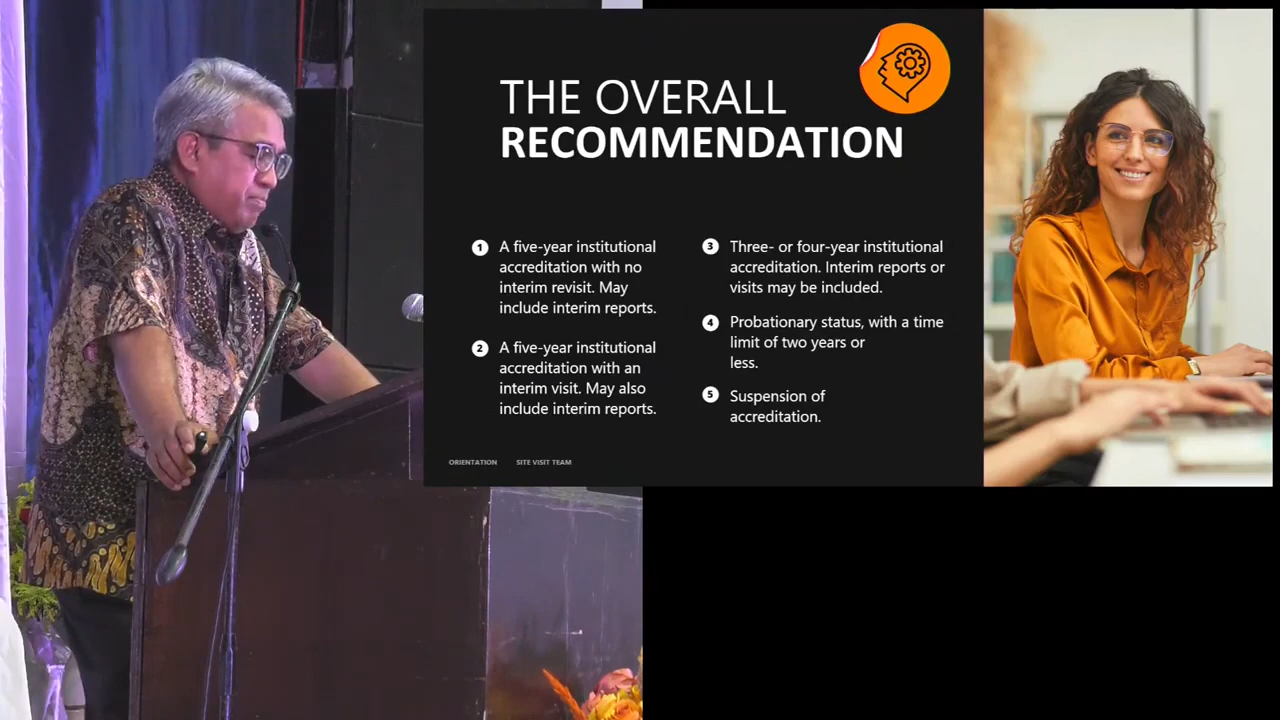 THE OVERALL
RECOMMENDATION
1 A five-year institutional
accreditation with no
interim revisit. May
include interim reports.
2 A five-year institutional
accreditation with an
interim visit. May also
include interim reports.
3 Three- or four-year institutional
accreditation. Interim reports or
visits may be included.
4 Probationary status, with a time
limit of two years or
less.
5 Suspension of
accreditation.
ORIENTATION SITE VISIT TEAM